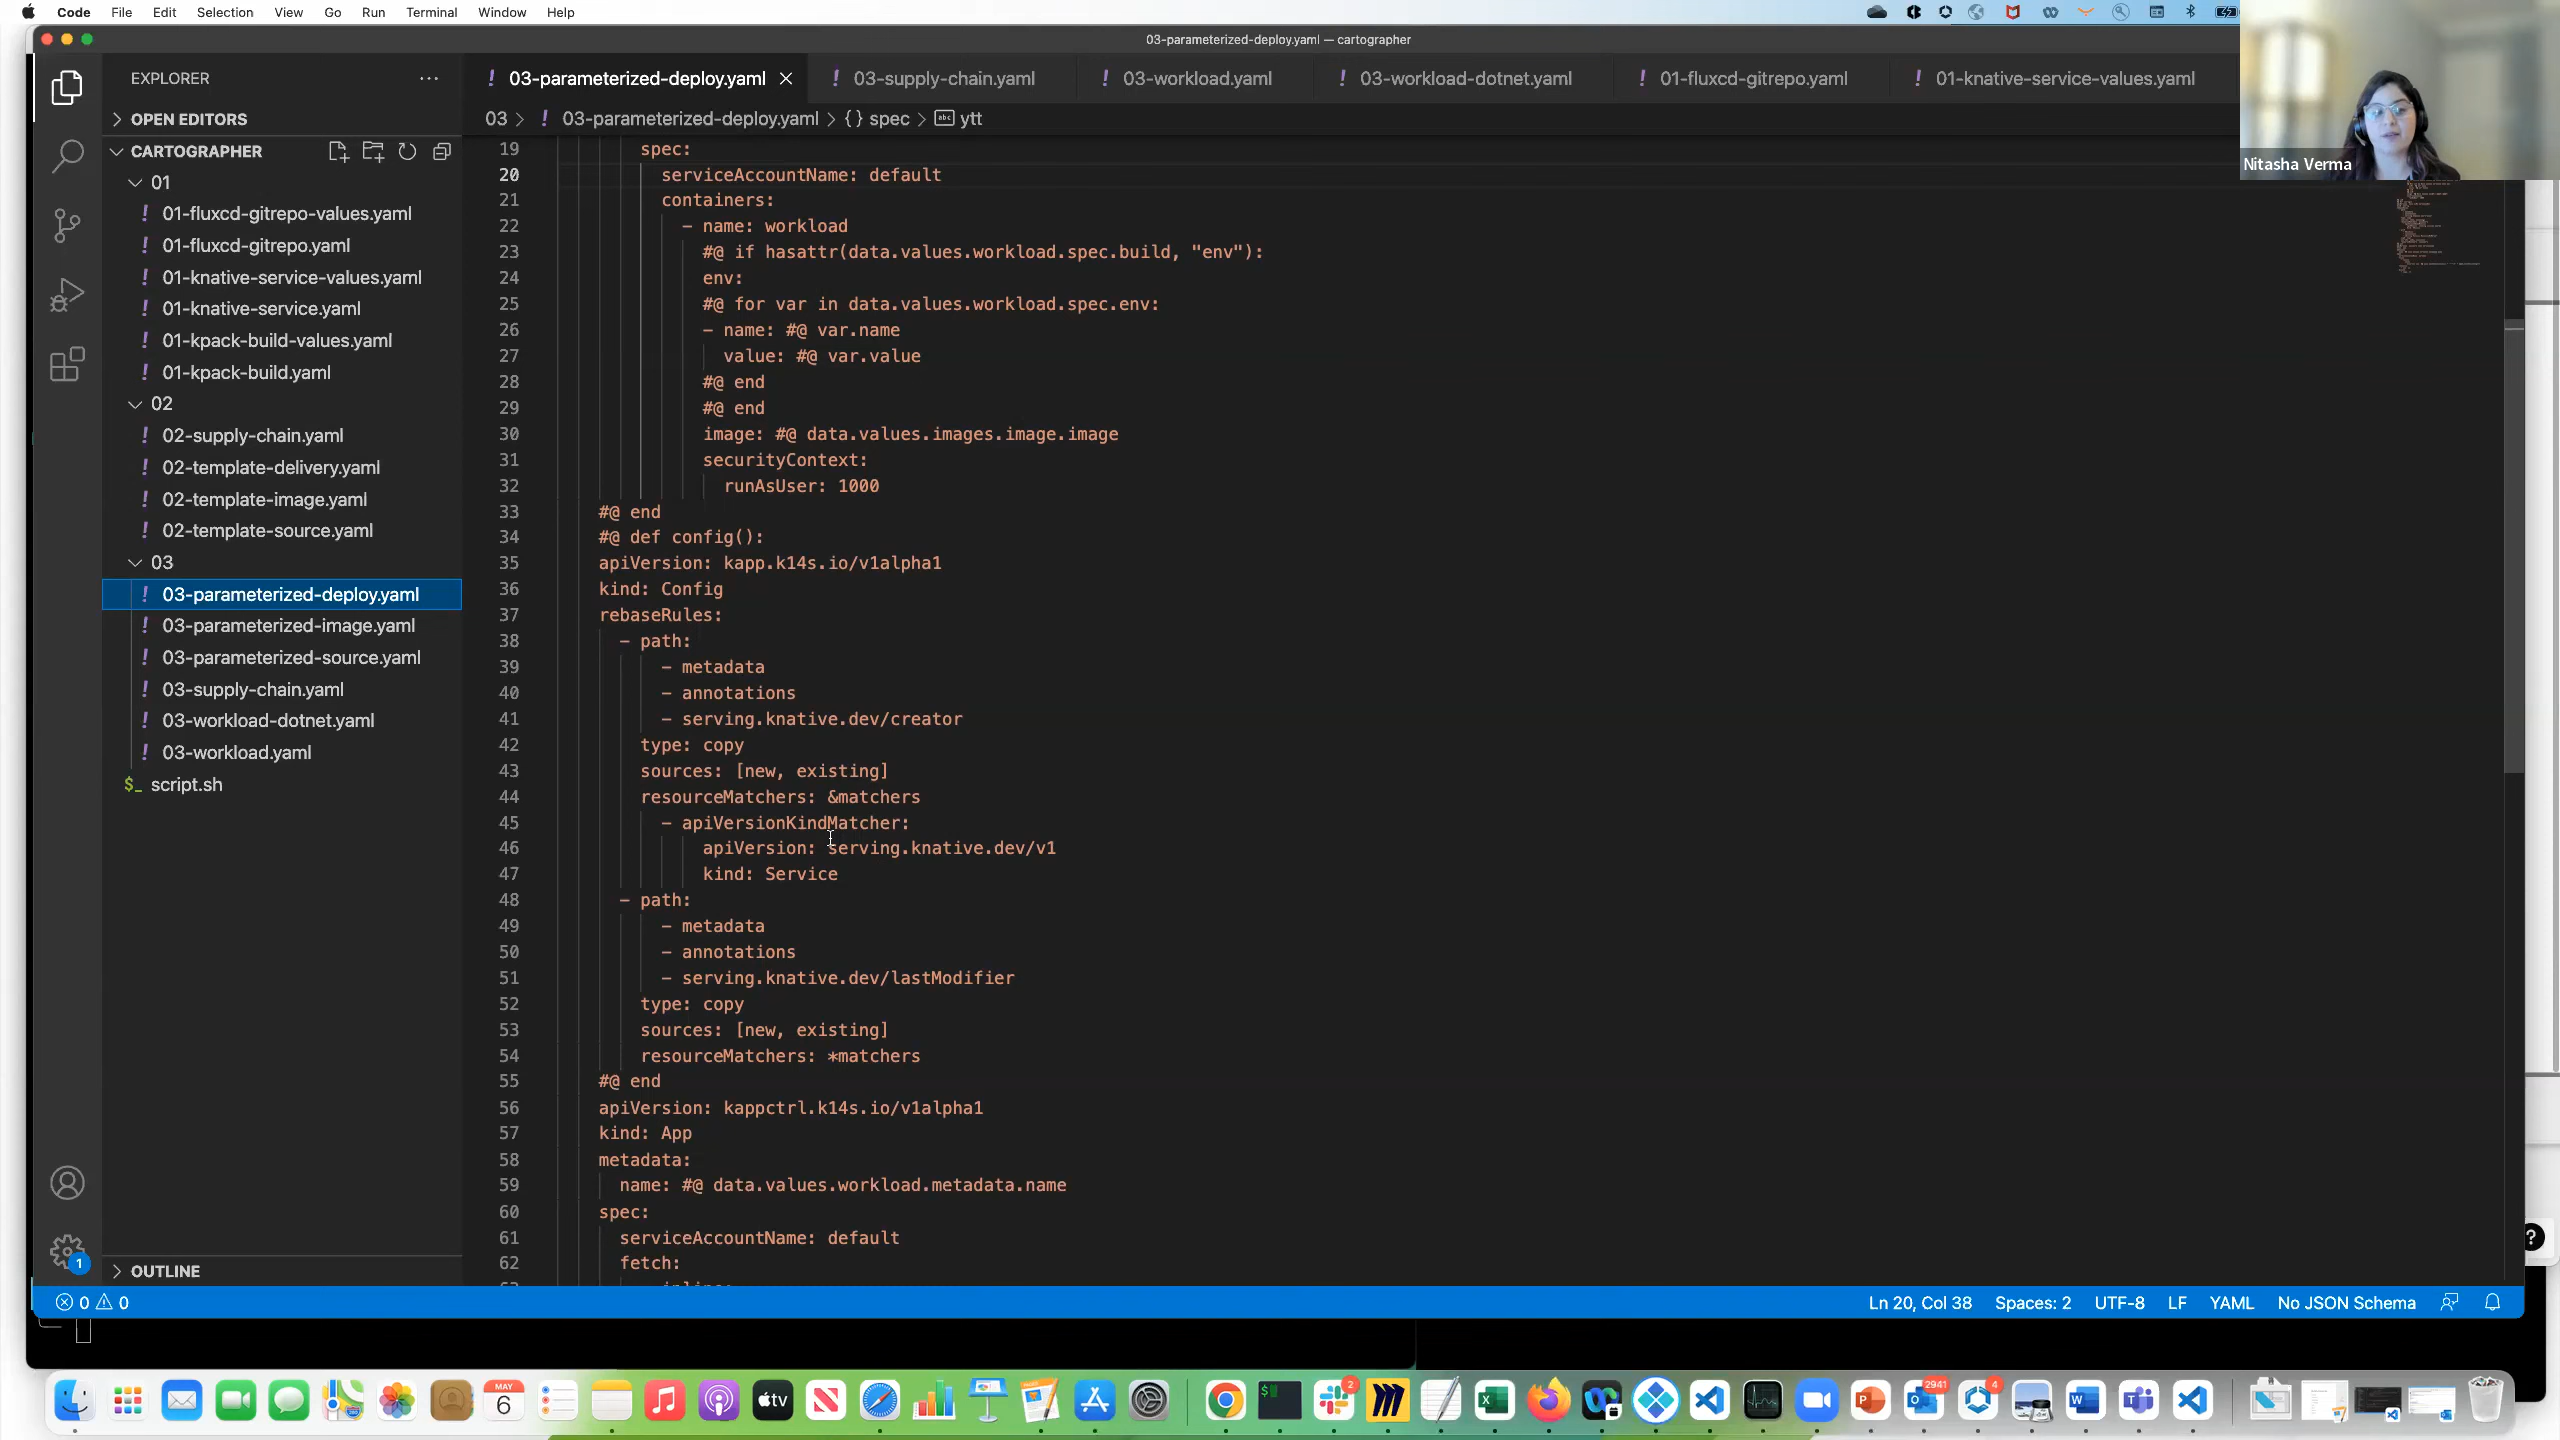 Code File Edit Selection View Go Run Terminal Window Help
03-parameterized-deploy.yaml — cartographer
Nitasha Verma
EXPLORER
OPEN EDITORS
CARTOGRAPHER
01
01-fluxcd-gitrepo-values.yaml
01-fluxcd-gitrepo.yaml
01-knative-service-values.yaml
01-knative-service.yaml
01-kpack-build-values.yaml
01-kpack-build.yaml
02
02-supply-chain.yaml
02-template-delivery.yaml
02-template-image.yaml
02-template-source.yaml
03
03-parameterized-deploy.yaml
03-parameterized-image.yaml
03-parameterized-source.yaml
03-supply-chain.yaml
03-workload-dotnet.yaml
03-workload.yaml
$_ script.sh
OUTLINE
1
03-parameterized-deploy.yaml 03-supply-chain.yaml 03-workload.yaml 03-workload-dotnet.yaml 01-fluxcd-gitrepo.yaml 01-knative-service-values.yaml
03 > ! 03-parameterized-deploy.yaml > {} spec > abc ytt
19 spec:
20 serviceAccountName: default
21 containers:
22 - name: workload
23 #@ if hasattr(data.values.workload.spec.build, "env"):
24 env:
25 #@ for var in data.values.workload.spec.env:
26 - name: #@ var.name
27 value: #@ var.value
28 #@ end
29 #@ end
30 image: #@ data.values.images.image.image
31 securityContext:
32 runAsUser: 1000
33 #@ end
34 #@ def config():
35 apiVersion: kapp.k14s.io/v1alpha1
36 kind: Config
37 rebaseRules:
38 - path:
39 - metadata
40 - annotations
41 - serving.knative.dev/creator
42 type: copy
43 sources: [new, existing]
44 resourceMatchers: &matchers
45 - apiVersionKindMatcher:
46 apiVersion: serving.knative.dev/v1
47 kind: Service
48 - path:
49 - metadata
50 - annotations
51 - serving.knative.dev/lastModifier
52 type: copy
53 sources: [new, existing]
54 resourceMatchers: *matchers
55 #@ end
56 apiVersion: kappctrl.k14s.io/v1alpha1
57 kind: App
58 metadata:
59 name: #@ data.values.workload.metadata.name
60 spec:
61 serviceAccountName: default
62 fetch:
0 0
Ln 20, Col 38 Spaces: 2 UTF-8 LF YAML No JSON Schema
MAY
6
tv
2
2941
4